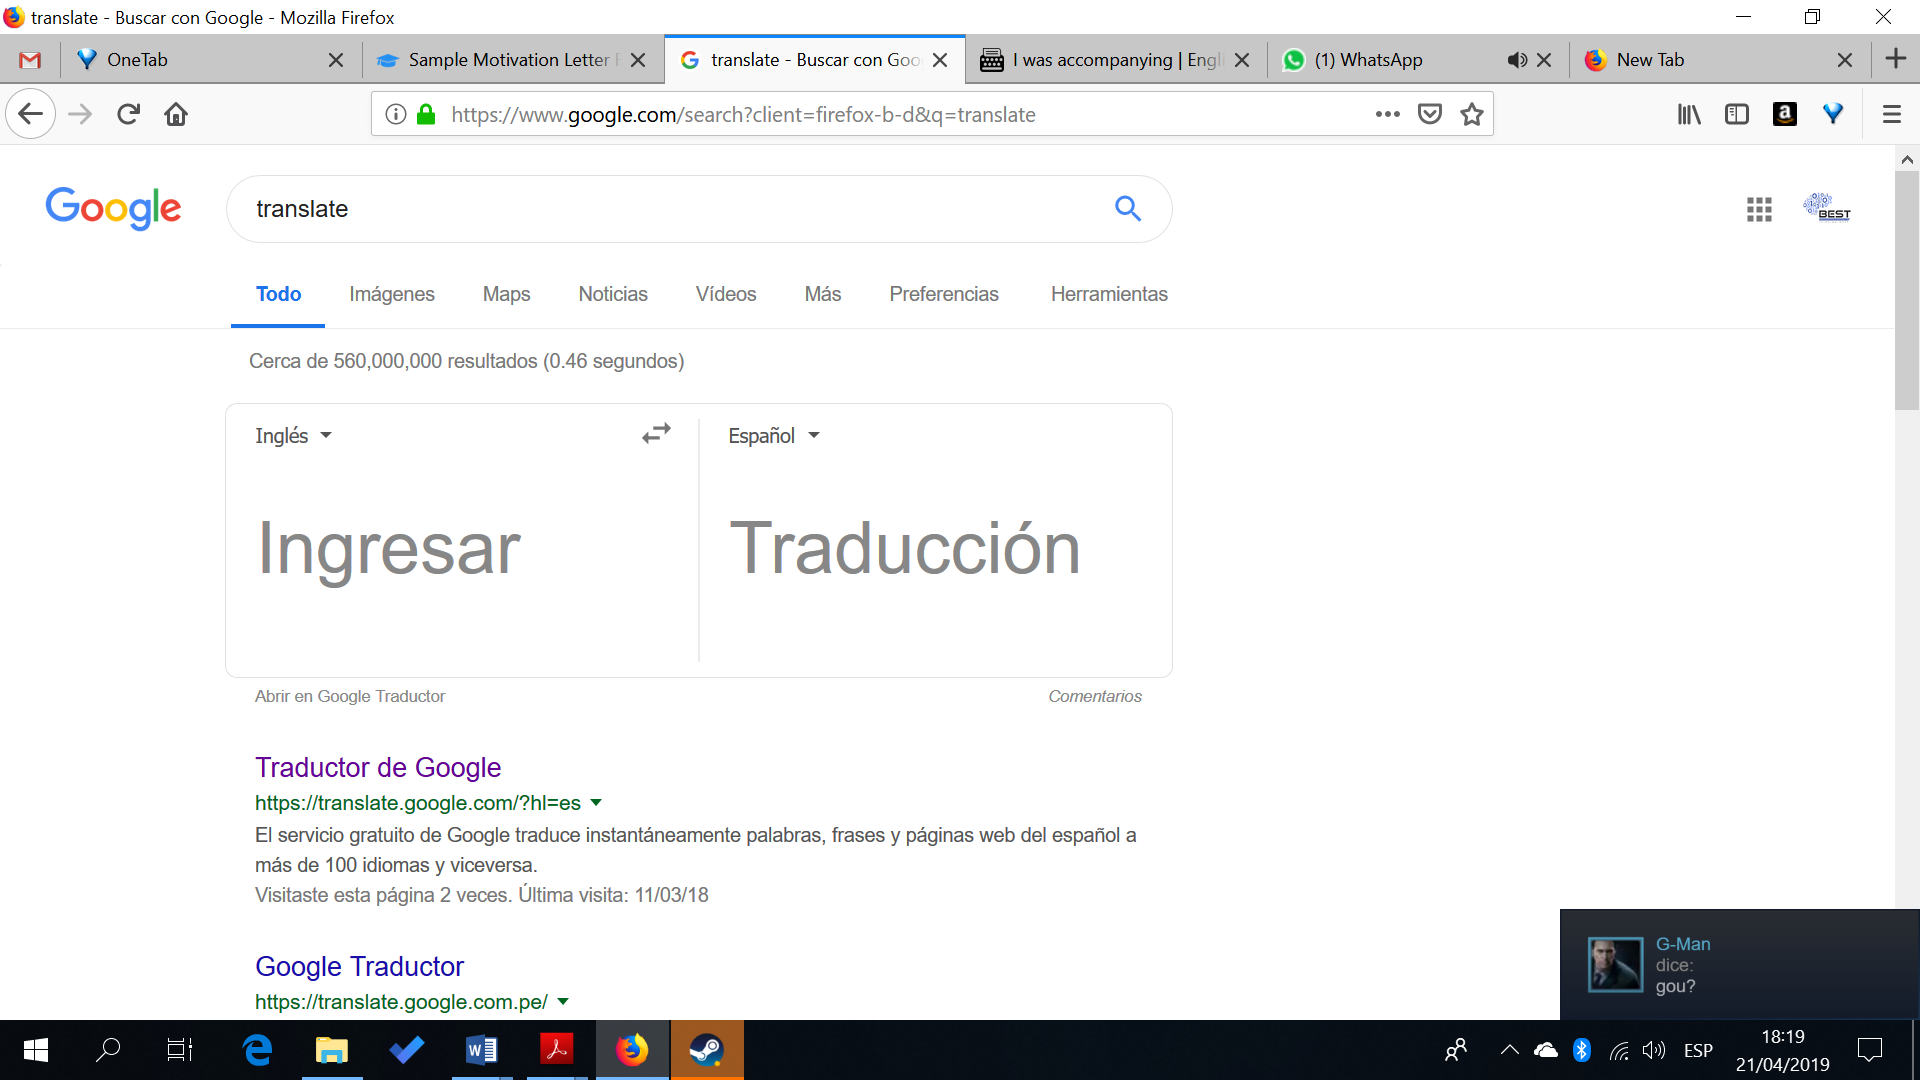 translate - Buscar con Google - Mozilla Firefox
OneTab
Sample Motivation Letter
translate - Buscar con Goo
I was accompanying | Engli
(1) WhatsApp
New Tab
https://www.google.com/search?client=firefox-b-d&q=translate
Google
translate
BEST
Todo
Imágenes
Maps
Noticias
Vídeos
Más
Preferencias
Herramientas
Cerca de 560,000,000 resultados (0.46 segundos)
Inglés
Español
Ingresar
Traducción
Abrir en Google Traductor
Comentarios
Traductor de Google
https://translate.google.com/?hl=es
El servicio gratuito de Google traduce instantáneamente palabras, frases y páginas web del español a
más de 100 idiomas y viceversa.
Visitaste esta página 2 veces. Última visita: 11/03/18
Google Traductor
https://translate.google.com.pe/
G-Man
dice:
gou?
ESP
18:19
21/04/2019